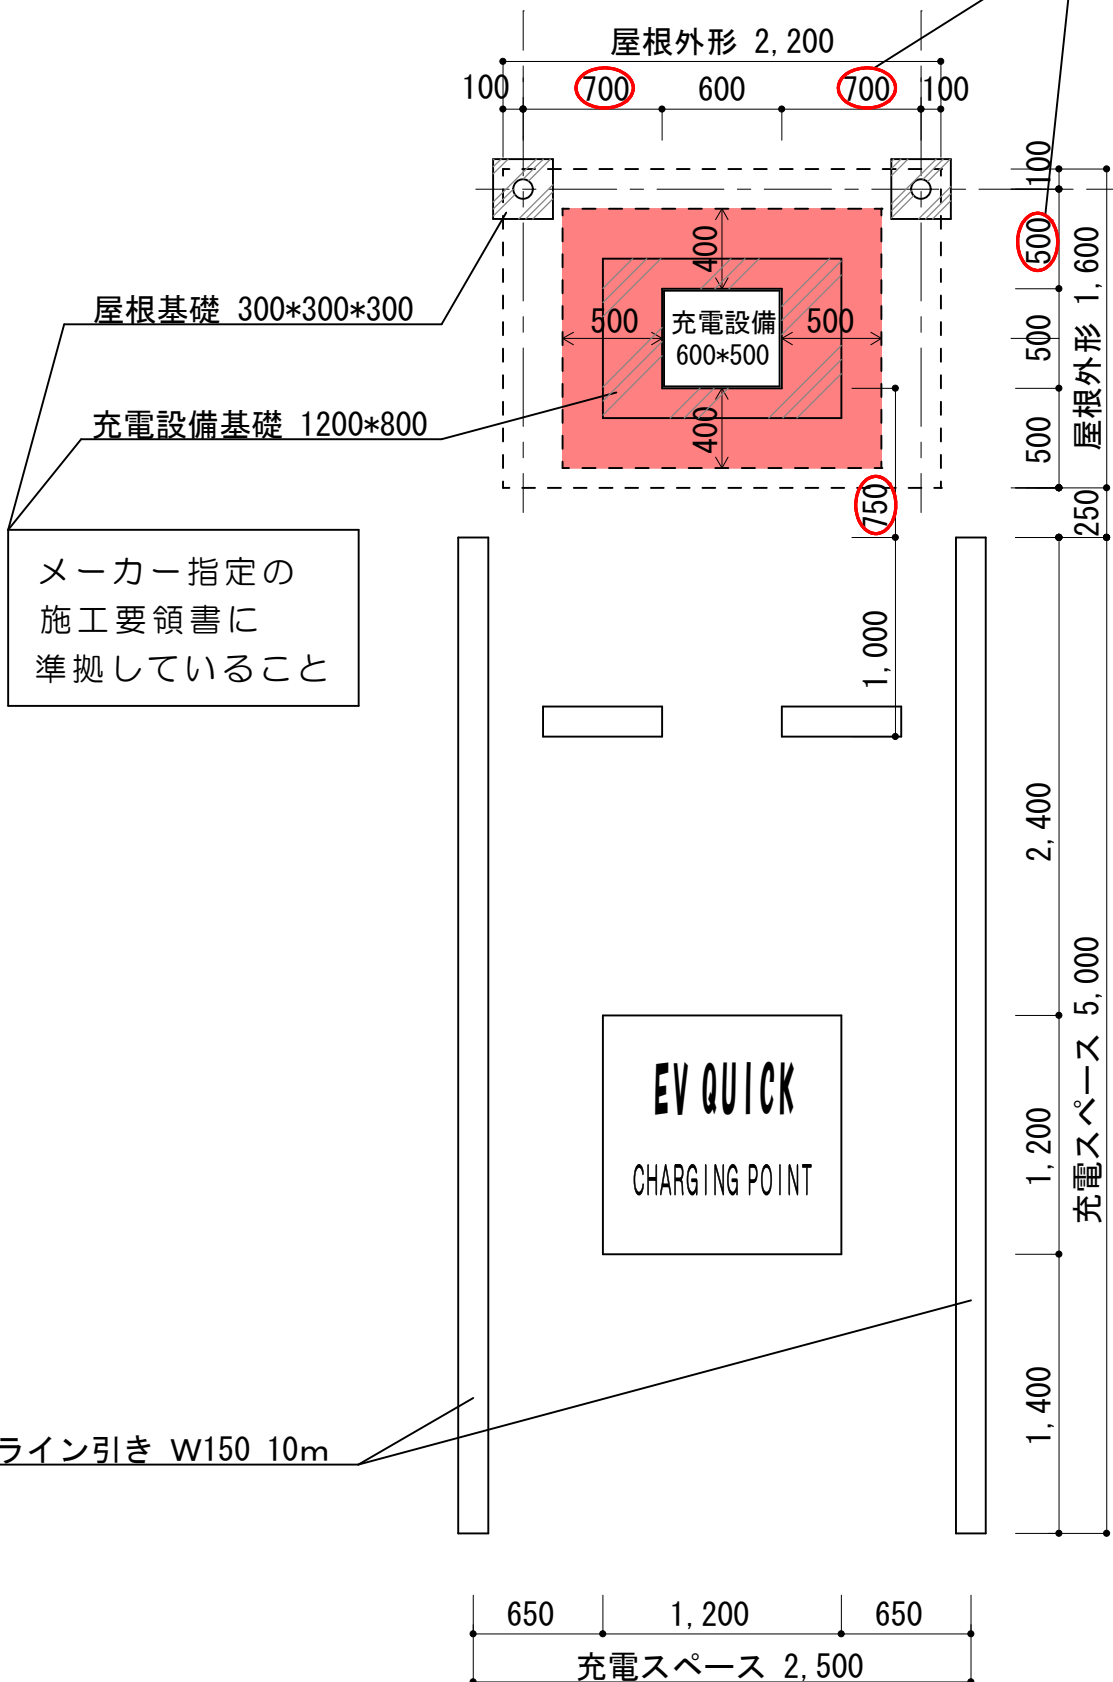 屋根外形 2,200
100 700 600 700 100
100
500
屋根外形 1,600
400
屋根基礎 300*300*300
500 充電設備 500
600*500
500
充電設備基礎 1200*800
400
500
750
250
メーカー指定の
施工要領書に
準拠していること
1,000
2,400
充電スペース 5,000
EV QUICK
CHARGING POINT
1,200
1,400
ライン引き W150 10m
650 1,200 650
充電スペース 2,500